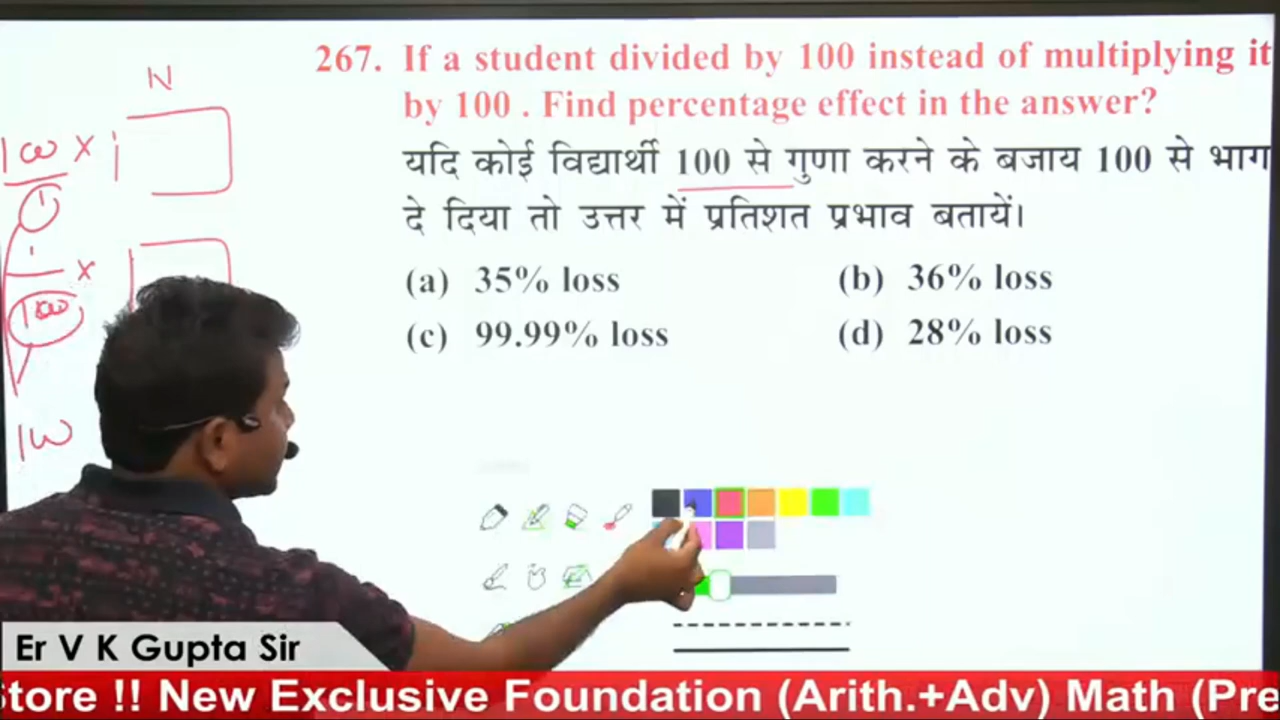 N
267. If a student divided by 100 instead of multiplying it
by 100 . Find percentage effect in the answer?
यदि कोई विद्यार्थी 100 से गुणा करने के बजाय 100 से भाग
दे दिया तो उत्तर में प्रतिशत प्रभाव बतायें।
(a) 35% loss (b) 36% loss
(c) 99.99% loss (d) 28% loss
100 ×
1
1 ×
100
Er V K Gupta Sir
Store !! New Exclusive Foundation (Arith.+Adv) Math (Pre